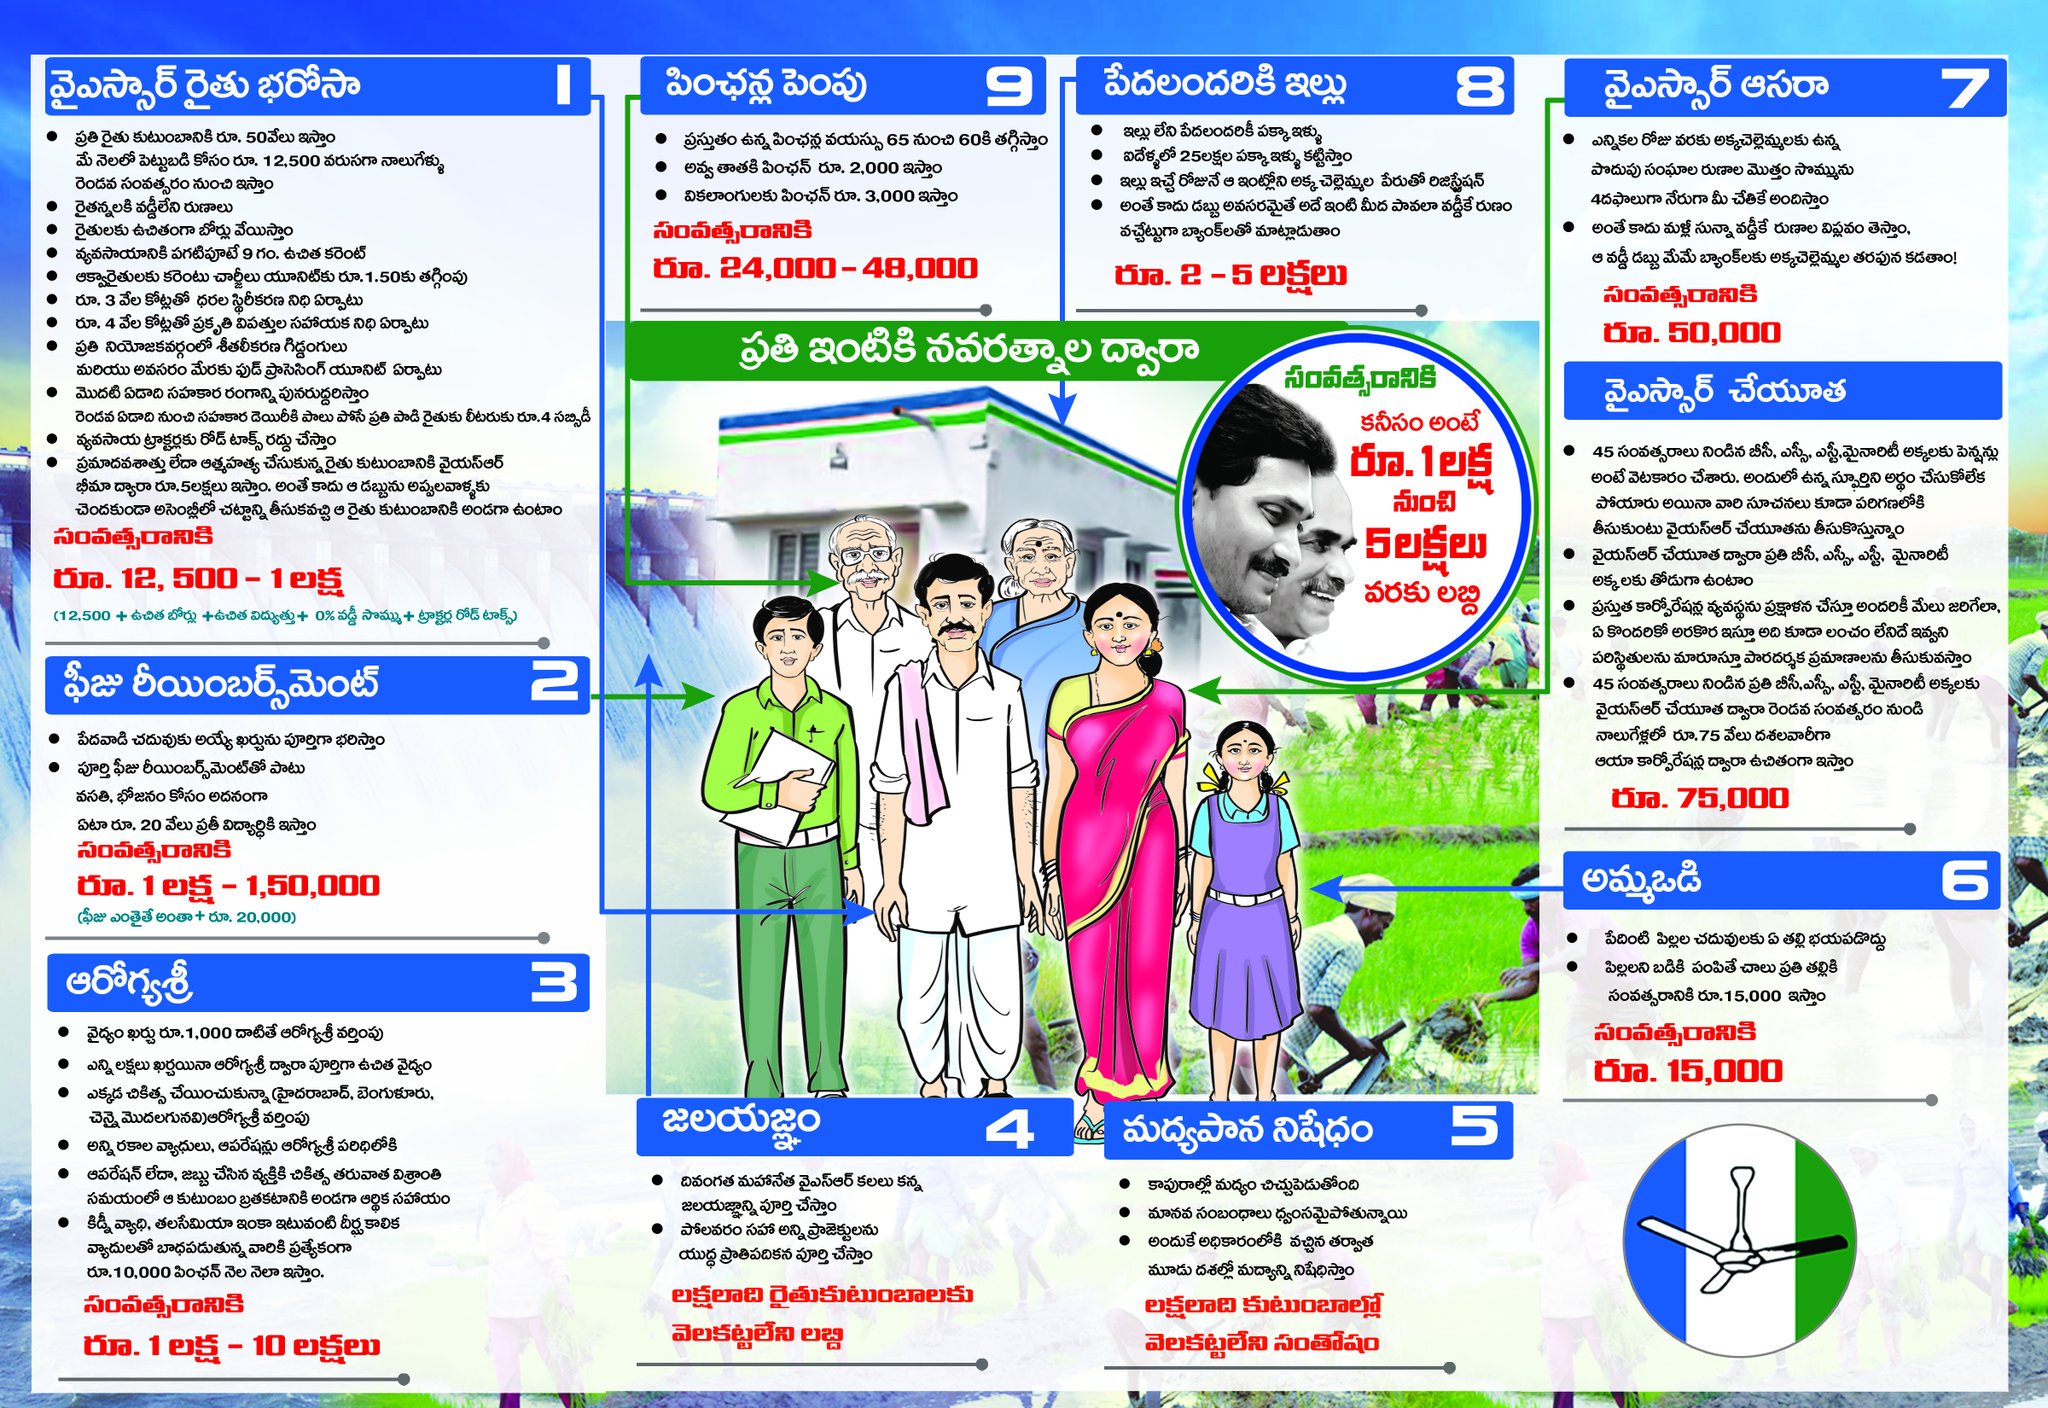 వైఎస్సార్ రైతు భరోసా 1
● ప్రతి రైతు కుటుంబానికి రూ. 50వేలు ఇస్తాం
మే నెలలో పెట్టుబడి కోసం రూ. 12,500 వరుసగా నాలుగేళ్ళు
రెండవ సంవత్సరం నుంచి ఇస్తాం
● రైతన్నలకి వడ్డీలేని రుణాలు
● రైతులకు ఉచితంగా బోర్లు వేయిస్తాం
● వ్యవసాయానికి పగటిపూటే 9 గం. ఉచిత కరెంట్
● ఆక్వారైతులకు కరెంటు చార్జీలు యూనిట్‌కు రూ.1.50కు తగ్గింపు
● రూ. 3 వేల కోట్లతో ధరల స్థిరీకరణ నిధి ఏర్పాటు
● రూ. 4 వేల కోట్లతో ప్రకృతి విపత్తుల సహాయక నిధి ఏర్పాటు
● ప్రతి నియోజకవర్గంలో శీతలీకరణ గిడ్డంగులు
మరియు అవసరం మేరకు ఫుడ్ ప్రాసెసింగ్ యూనిట్ ఏర్పాటు
● మొదటి ఏడాది సహకార రంగాన్ని పునరుద్దరిస్తాం
రెండవ ఏడాది నుంచి సహకార డెయిరీకి పాలు పోసే ప్రతి పాడి రైతుకు లీటరుకు రూ.4 సబ్సిడీ
● వ్యవసాయ ట్రాక్టర్లకు రోడ్ టాక్స్ రద్దు చేస్తాం
● ప్రమాదవశాత్తు లేదా ఆత్మహత్య చేసుకున్న రైతు కుటుంబానికి వైయస్ఆర్
భీమా ద్యారా రూ.5లక్షలు ఇస్తాం. అంతే కాదు ఆ డబ్బును అప్పులవాళ్ళకు
చెందకుండా అసెంబ్లీలో చట్టాన్ని తీసుకవచ్చి ఆ రైతు కుటుంబానికి అండగా ఉంటాం
సంవత్సరానికి
రూ. 12, 500 – 1 లక్ష
(12,500 + ఉచిత బోర్లు +ఉచిత విద్యుత్తు+ 0% వడ్డీ సొమ్ము+ ట్రాక్టర్ల రోడ్ టాక్స్)
ఫీజు రీయింబర్స్‌మెంట్ 2
● పేదవాడి చదువుకు అయ్యే ఖర్చును పూర్తిగా భరిస్తాం
● పూర్తి ఫీజు రీయింబర్స్‌మెంట్‌తో పాటు
వసతి, భోజనం కోసం అదనంగా
ఏటా రూ. 20 వేలు ప్రతీ విద్యార్థికి ఇస్తాం
సంవత్సరానికి
రూ. 1 లక్ష – 1,50,000
(ఫీజు ఎంతైతే అంతా+ రూ. 20,000)
ఆరోగ్యశ్రీ 3
● వైద్యం ఖర్చు రూ.1,000 దాటితే ఆరోగ్యశ్రీ వర్తింపు
● ఎన్ని లక్షలు ఖర్చయినా ఆరోగ్యశ్రీ ద్వారా పూర్తిగా ఉచిత వైద్యం
● ఎక్కడ చికిత్స చేయించుకున్నా (హైదరాబాద్, బెంగుళూరు,
చెన్నై మొదలగునవి)ఆరోగ్యశ్రీ వర్తింపు
● అన్ని రకాల వ్యాధులు, ఆపరేషన్లు ఆరోగ్యశ్రీ పరిధిలోకి
● ఆపరేషన్ లేదా, జబ్బు చేసిన వ్యక్తికి చికిత్స తరువాత విశ్రాంతి
సమయంలో ఆ కుటుంబం బ్రతకటానికి అండగా ఆర్థిక సహాయం
● కిడ్నీ వ్యాధి, తలసేమియా ఇంకా ఇటువంటి దీర్ఘ కాలిక
వ్యాదులతో బాధపడుతున్న వారికి ప్రత్యేకంగా
రూ.10,000 పింఛన్ నెల నెలా ఇస్తాం.
సంవత్సరానికి
రూ. 1 లక్ష – 10 లక్షలు
పింఛన్ల పెంపు 9
● ప్రస్తుతం ఉన్న పింఛన్ల వయస్సు 65 నుంచి 60కి తగ్గిస్తాం
● అవ్వ తాతకి పింఛన్ రూ. 2,000 ఇస్తాం
● వికలాంగులకు పింఛన్ రూ. 3,000 ఇస్తాం
సంవత్సరానికి
రూ. 24,000 – 48,000
పేదలందరికి ఇల్లు 8
● ఇల్లు లేని పేదలందరికీ పక్కా ఇళ్ళు
● ఐదేళ్ళలో 25లక్షల పక్కా ఇళ్ళు కట్టిస్తాం
● ఇల్లు ఇచ్చే రోజునే ఆ ఇంట్లోని అక్క చెల్లెమ్మల పేరుతో రిజిస్ట్రేషన్
● అంతే కాదు డబ్బు అవసరమైతే అదే ఇంటి మీద పావలా వడ్డీకే రుణం
వచ్చేట్టుగా బ్యాంక్‌లతో మాట్లాడుతాం
రూ. 2 – 5 లక్షలు
ప్రతి ఇంటికి నవరత్నాల ద్వారా
సంవత్సరానికి
కనీసం అంటే
రూ. 1 లక్ష
నుంచి
5లక్షలు
వరకు లబ్ది
జలయజ్ఞం 4
● దివంగత మహానేత వైఎస్ఆర్ కలలు కన్న
జలయజ్ఞాన్ని పూర్తి చేస్తాం
● పోలవరం సహా అన్ని ప్రాజెక్టులను
యుద్ధ ప్రాతిపదికన పూర్తి చేస్తాం
లక్షలాది రైతుకుటుంబాలకు
వెలకట్టలేని లబ్ది
మద్యపాన నిషేధం 5
● కాపురాల్లో మద్యం చిచ్చుపెడుతోంది
● మానవ సంబంధాలు ధ్వంసమైపోతున్నాయి
● అందుకే అధికారంలోకి వచ్చిన తర్వాత
మూడు దశల్లో మద్యాన్ని నిషేధిస్తాం
లక్షలాది కుటుంబాల్లో
వెలకట్టలేని సంతోషం
వైఎస్సార్ ఆసరా 7
● ఎన్నికల రోజు వరకు అక్కచెల్లెమ్మలకు ఉన్న
పొదుపు సంఘాల రుణాల మొత్తం సొమ్మును
4దఫాలుగా నేరుగా మీ చేతికే అందిస్తాం
● అంతే కాదు మళ్లీ సున్నా వడ్డీకే రుణాల విప్లవం తెస్తాం,
ఆ వడ్డీ డబ్బు మేమే బ్యాంక్‌లకు అక్కచెల్లెమ్మల తరఫున కడతాం!
సంవత్సరానికి
రూ. 50,000
వైఎస్సార్ చేయూత
● 45 సంవత్సరాలు నిండిన బీసీ, ఎస్సీ, ఎస్టీ,మైనారిటీ అక్కలకు పెన్షన్లు
అంటే వెటకారం చేశారు. అందులో ఉన్న స్ఫూర్తిని అర్థం చేసుకోలేక
పోయారు అయినా వారి సూచనలు కూడా పరిగణలోకి
తీసుకుంటు వైయస్ఆర్ చేయూతను తీసుకొస్తున్నాం
● వైయస్ఆర్ చేయూత ద్వారా ప్రతి బీసీ, ఎస్సీ, ఎస్టీ, మైనారిటీ
అక్కలకు తోడుగా ఉంటాం
● ప్రస్తుత కార్పోరేషన్ల వ్యవస్థను ప్రక్షాళన చేస్తూ అందరికీ మేలు జరిగేలా,
ఏ కొందరికో అరకొర ఇస్తూ అది కూడా లంచం లేనిదే ఇవ్వని
పరిస్థితులను మారుస్తూ పారదర్శక ప్రమాణాలను తీసుకువస్తాం
● 45 సంవత్సరాలు నిండిన ప్రతి బీసీ,ఎస్సీ, ఎస్టీ, మైనారిటీ అక్కలకు
వైయస్ఆర్ చేయూత ద్వారా రెండవ సంవత్సరం నుండి
నాలుగేళ్లలో రూ.75 వేలు దశలవారీగా
ఆయా కార్పోరేషన్ల ద్వారా ఉచితంగా ఇస్తాం
రూ. 75,000
అమ్మఒడి 6
● పేదింటి పిల్లల చదువులకు ఏ తల్లి భయపడొద్దు
● పిల్లలని బడికి పంపితే చాలు ప్రతి తల్లికి
సంవత్సరానికి రూ.15,000 ఇస్తాం
సంవత్సరానికి
రూ. 15,000